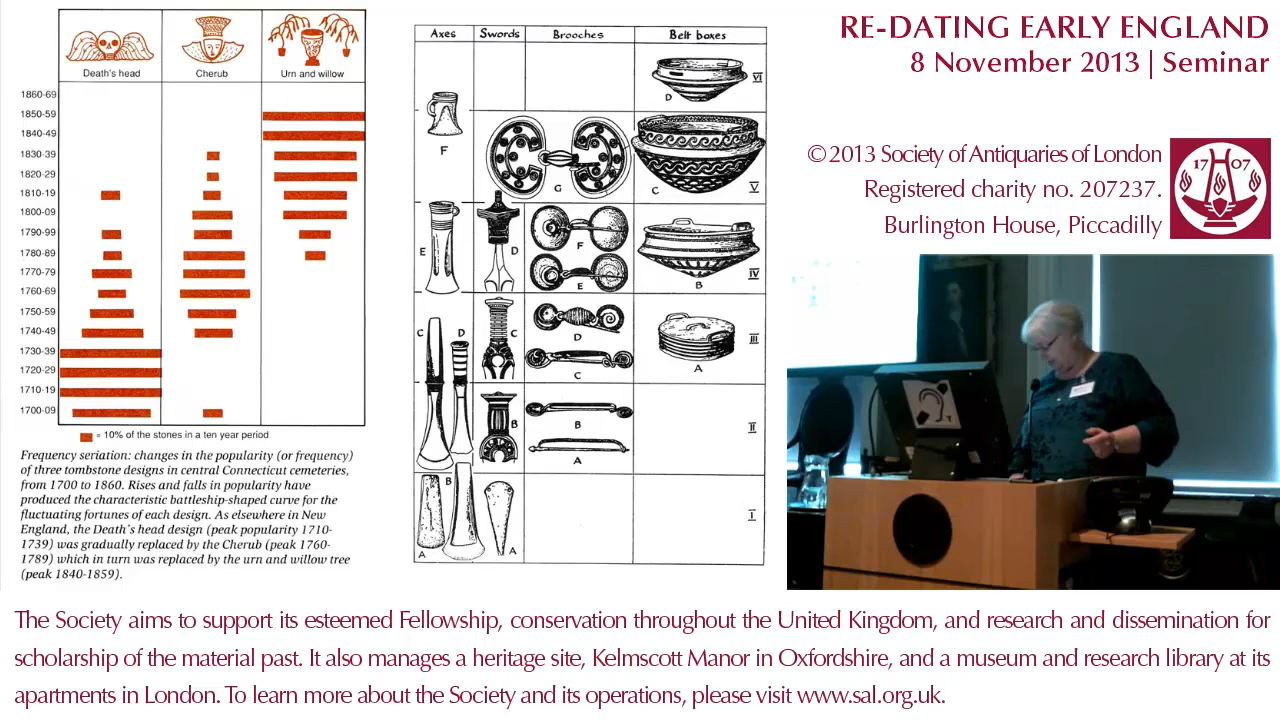 Death's head
Cherub
Urn and willow
1860-69
1850-59
1840-49
1830-39
1820-29
1810-19
1800-09
1790-99
1780-89
1770-79
1760-69
1750-59
1740-49
1730-39
1720-29
1710-19
1700-09
= 10% of the stones in a ten year period
Frequency seriation: changes in the popularity (or frequency)
of three tombstone designs in central Connecticut cemeteries,
from 1700 to 1860. Rises and falls in popularity have
produced the characteristic battleship-shaped curve for the
fluctuating fortunes of each design. As elsewhere in New
England, the Death's head design (peak popularity 1710-
1739) was gradually replaced by the Cherub (peak 1760-
1789) which in turn was replaced by the urn and willow tree
(peak 1840-1859).
Axes Swords Brooches Belt boxes
D VI
F G C V
E D F E B IV
C D C D C A III
B B A II
A B A I
RE-DATING EARLY ENGLAND
8 November 2013 | Seminar
© 2013 Society of Antiquaries of London
Registered charity no. 207237.
Burlington House, Piccadilly
17 07
The Society aims to support its esteemed Fellowship, conservation throughout the United Kingdom, and research and dissemination for
scholarship of the material past. It also manages a heritage site, Kelmscott Manor in Oxfordshire, and a museum and research library at its
apartments in London. To learn more about the Society and its operations, please visit www.sal.org.uk.